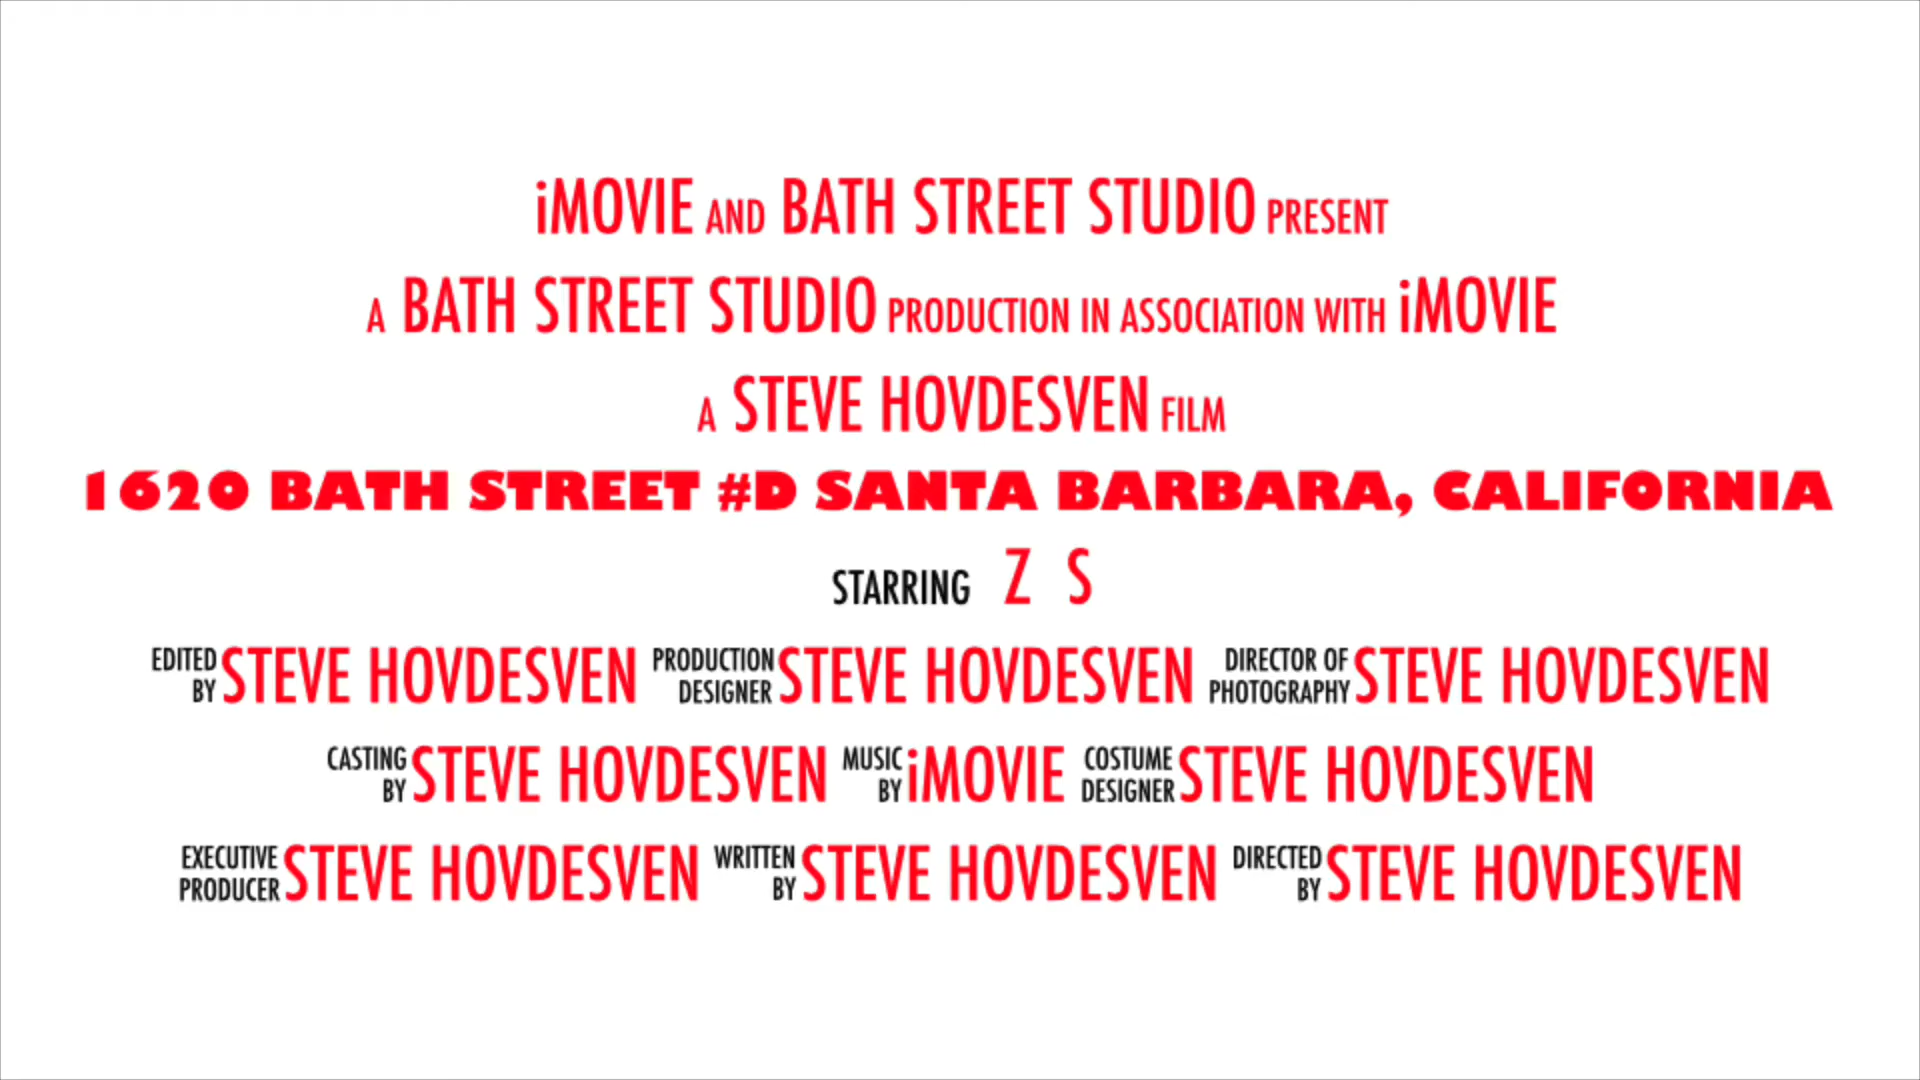 iMOVIE AND BATH STREET STUDIO PRESENT
A BATH STREET STUDIO PRODUCTION IN ASSOCIATION WITH iMOVIE
A STEVE HOVDESVEN FILM
1620 BATH STREET #D SANTA BARBARA, CALIFORNIA
STARRING Z S
EDITED BY STEVE HOVDESVEN PRODUCTION DESIGNER STEVE HOVDESVEN DIRECTOR OF PHOTOGRAPHY STEVE HOVDESVEN
CASTING BY STEVE HOVDESVEN MUSIC BY iMOVIE COSTUME DESIGNER STEVE HOVDESVEN
EXECUTIVE PRODUCER STEVE HOVDESVEN WRITTEN BY STEVE HOVDESVEN DIRECTED BY STEVE HOVDESVEN